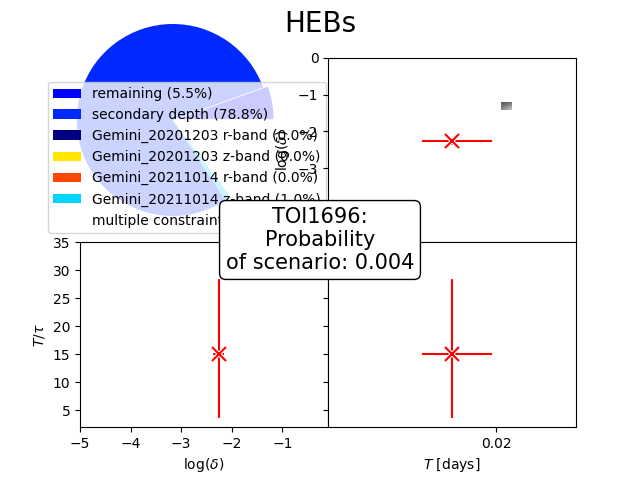 HEBs
remaining (5.5%)
secondary depth (78.8%)
Gemini_20201203 r-band (0.0%)
Gemini_20201203 z-band (0.0%)
Gemini_20211014 r-band (0.0%)
Gemini_20211014 z-band (1.0%)
multiple constraint
0
−1
−2
−3
log(δ)
TOI1696:
Probability
of scenario: 0.004
35
30
25
20
15
10
5
T/τ
−5 −4 −3 −2 −1
log(δ)
0.02
T [days]